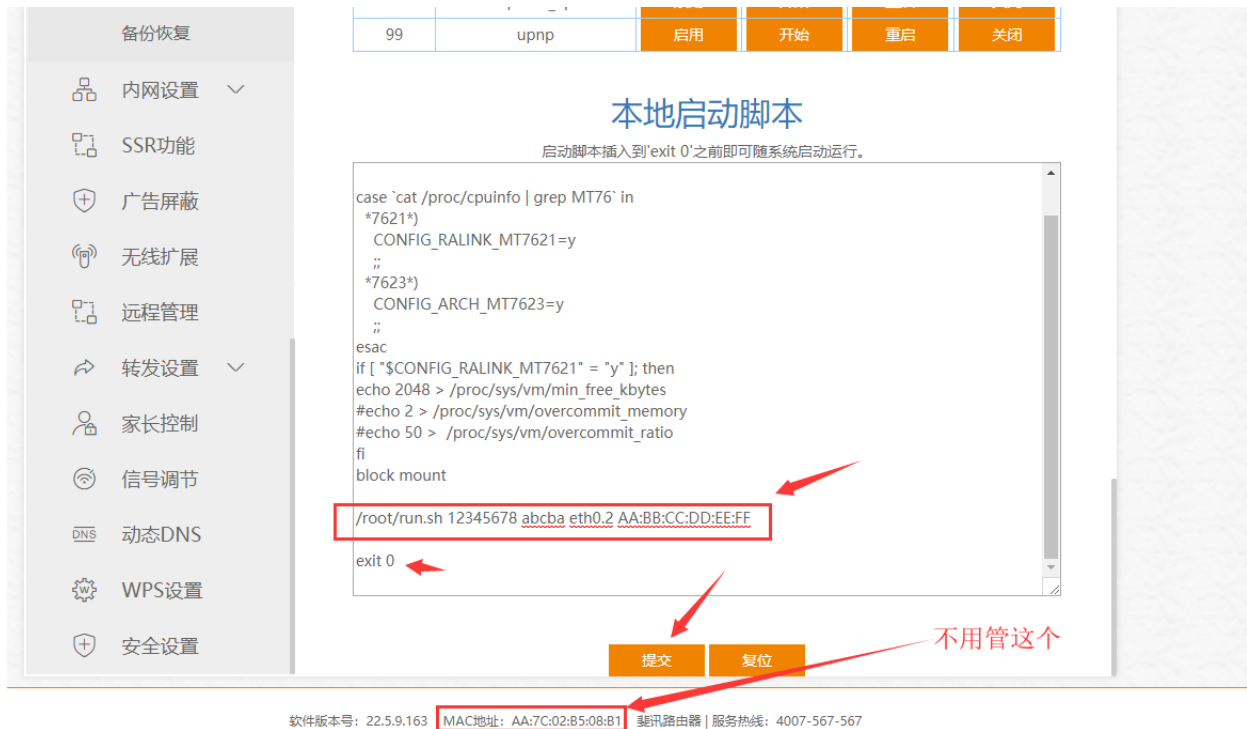 备份恢复
99 upnp 启用 开始 重启 关闭
内网设置
SSR功能
广告屏蔽
无线扩展
远程管理
转发设置
家长控制
信号调节
DNS 动态DNS
WPS设置
安全设置
本地启动脚本
启动脚本插入到'exit 0'之前即可随系统启动运行。
case `cat /proc/cpuinfo | grep MT76` in
*7621*)
CONFIG_RALINK_MT7621=y
;;
*7623*)
CONFIG_ARCH_MT7623=y
;;
esac
if [ "$CONFIG_RALINK_MT7621" = "y" ]; then
echo 2048 > /proc/sys/vm/min_free_kbytes
#echo 2 > /proc/sys/vm/overcommit_memory
#echo 50 > /proc/sys/vm/overcommit_ratio
fi
block mount
/root/run.sh 12345678 abcba eth0.2 AA:BB:CC:DD:EE:FF
exit 0
不用管这个
提交 复位
软件版本号：22.5.9.163 MAC地址：AA:7C:02:B5:08:B1 斐讯路由器 | 服务热线：4007-567-567